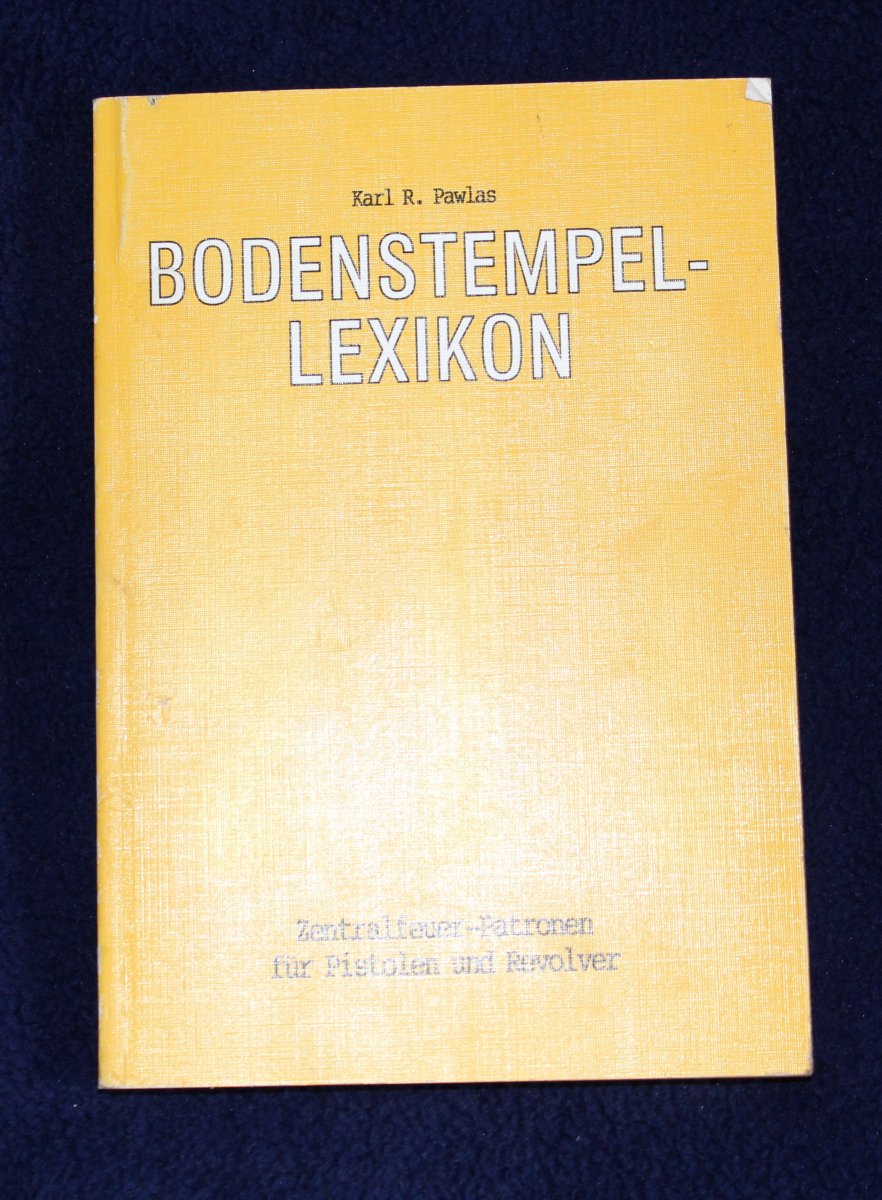 Karl R. Pawlas
BODENSTEMPEL-
LEXIKON
Zentralfeuer-Patronen
für Pistolen und Revolver